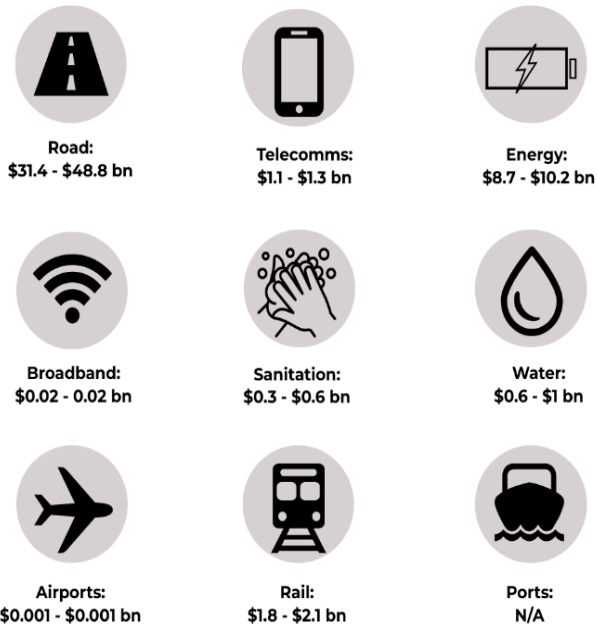 Road:
$31.4 - $48.8 bn
Telecomms:
$1.1 - $1.3 bn
Energy:
$8.7 - $10.2 bn
Broadband:
$0.02 - 0.02 bn
Sanitation:
$0.3 - $0.6 bn
Water:
$0.6 - $1 bn
Airports:
$0.001 - $0.001 bn
Rail:
$1.8 - $2.1 bn
Ports:
N/A